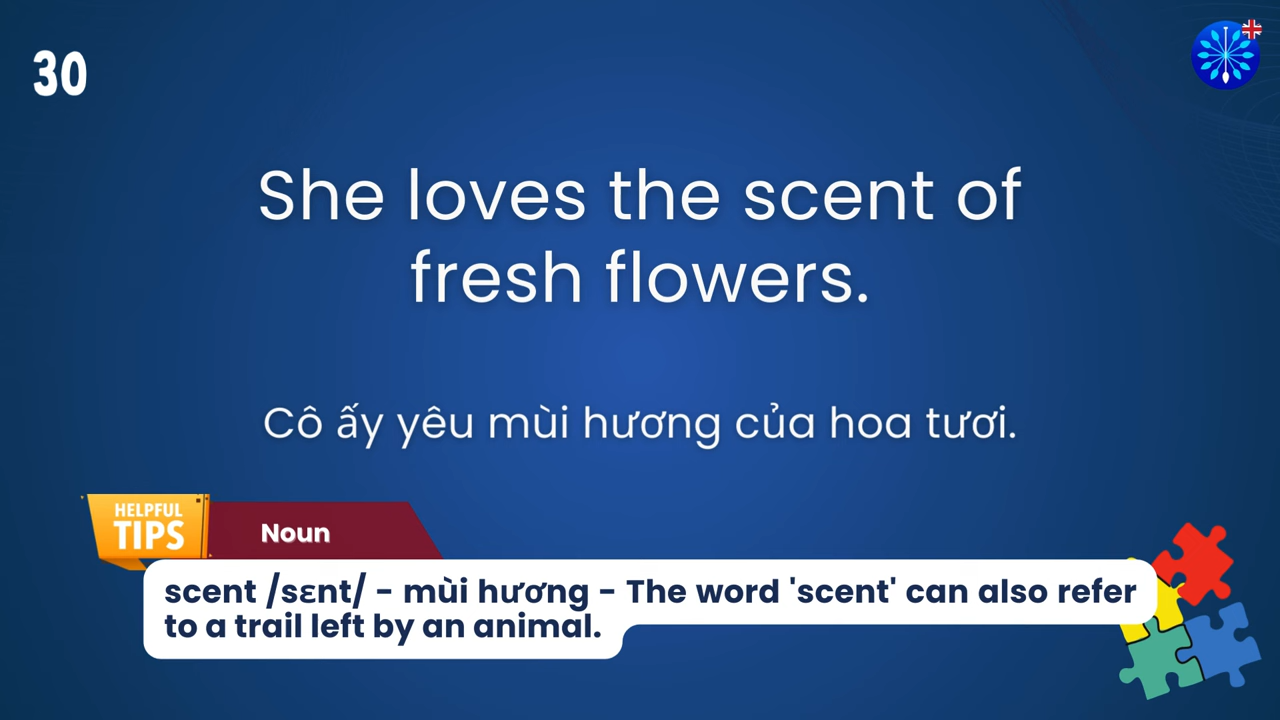 30
She loves the scent of
fresh flowers.
Cô ấy yêu mùi hương của hoa tươi.
HELPFUL
TIPS
Noun
scent /sɛnt/ - mùi hương - The word 'scent' can also refer
to a trail left by an animal.